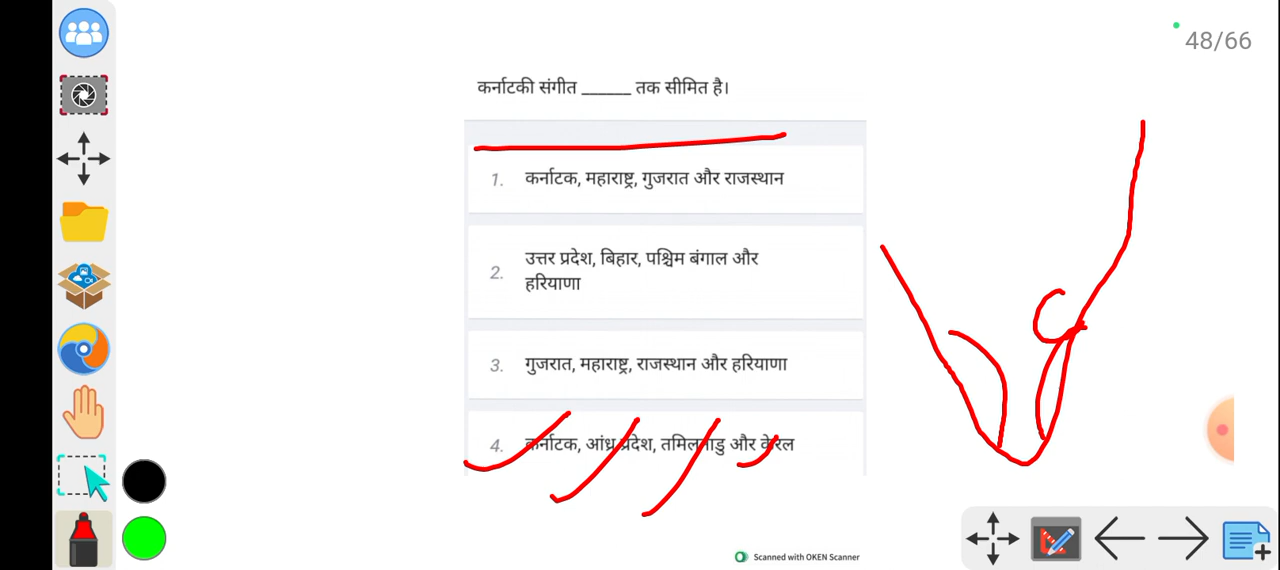 48/66
कर्नाटकी संगीत ______ तक सीमित है।
1. कर्नाटक, महाराष्ट्र, गुजरात और राजस्थान
2. उत्तर प्रदेश, बिहार, पश्चिम बंगाल और
हरियाणा
3. गुजरात, महाराष्ट्र, राजस्थान और हरियाणा
4. कर्नाटक, आंध्र प्रदेश, तमिलनाडु और केरल
Scanned with OKEN Scanner